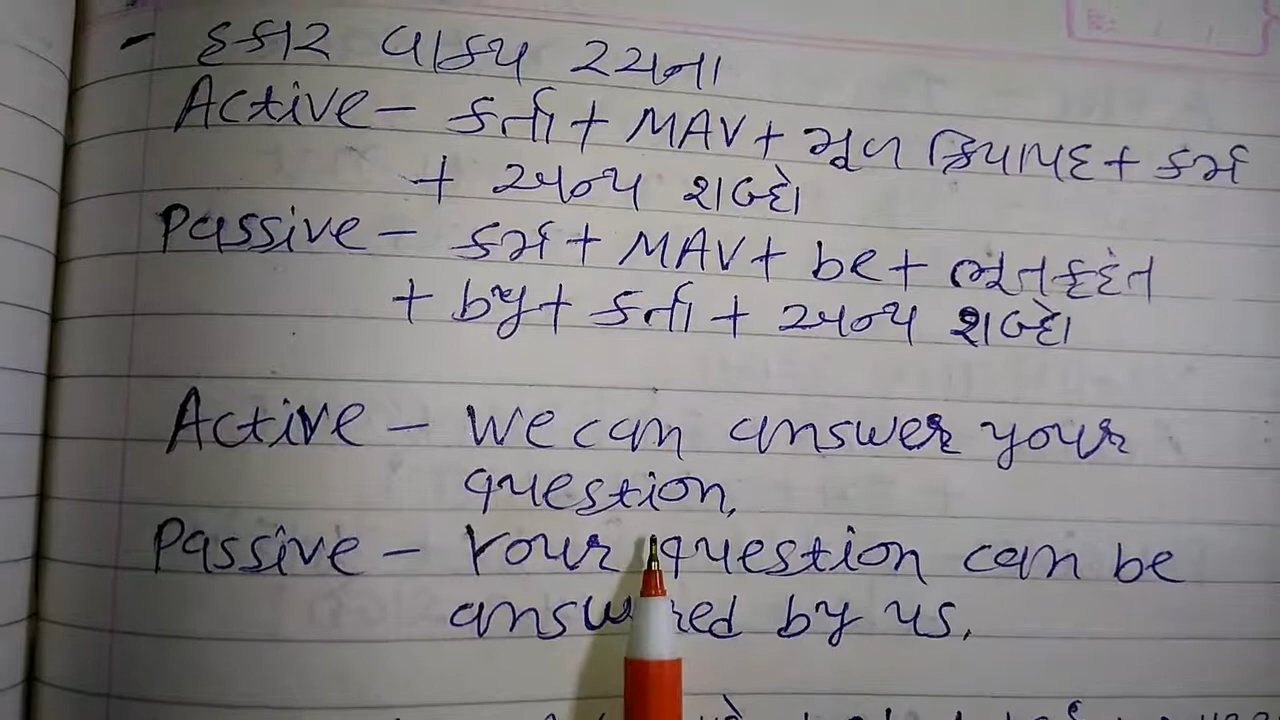 - હકાર વાક્ય રચના
Active - કર્તા + MAV + મૂળ ક્રિયાપદ + કર્મ
+ અન્ય શબ્દો
Passive - કર્મ + MAV + be + ભૂતકૃદંત
+ by + કર્તા + અન્ય શબ્દો
Active - We can answer your
question.
Passive - Your question can be
answered by us.